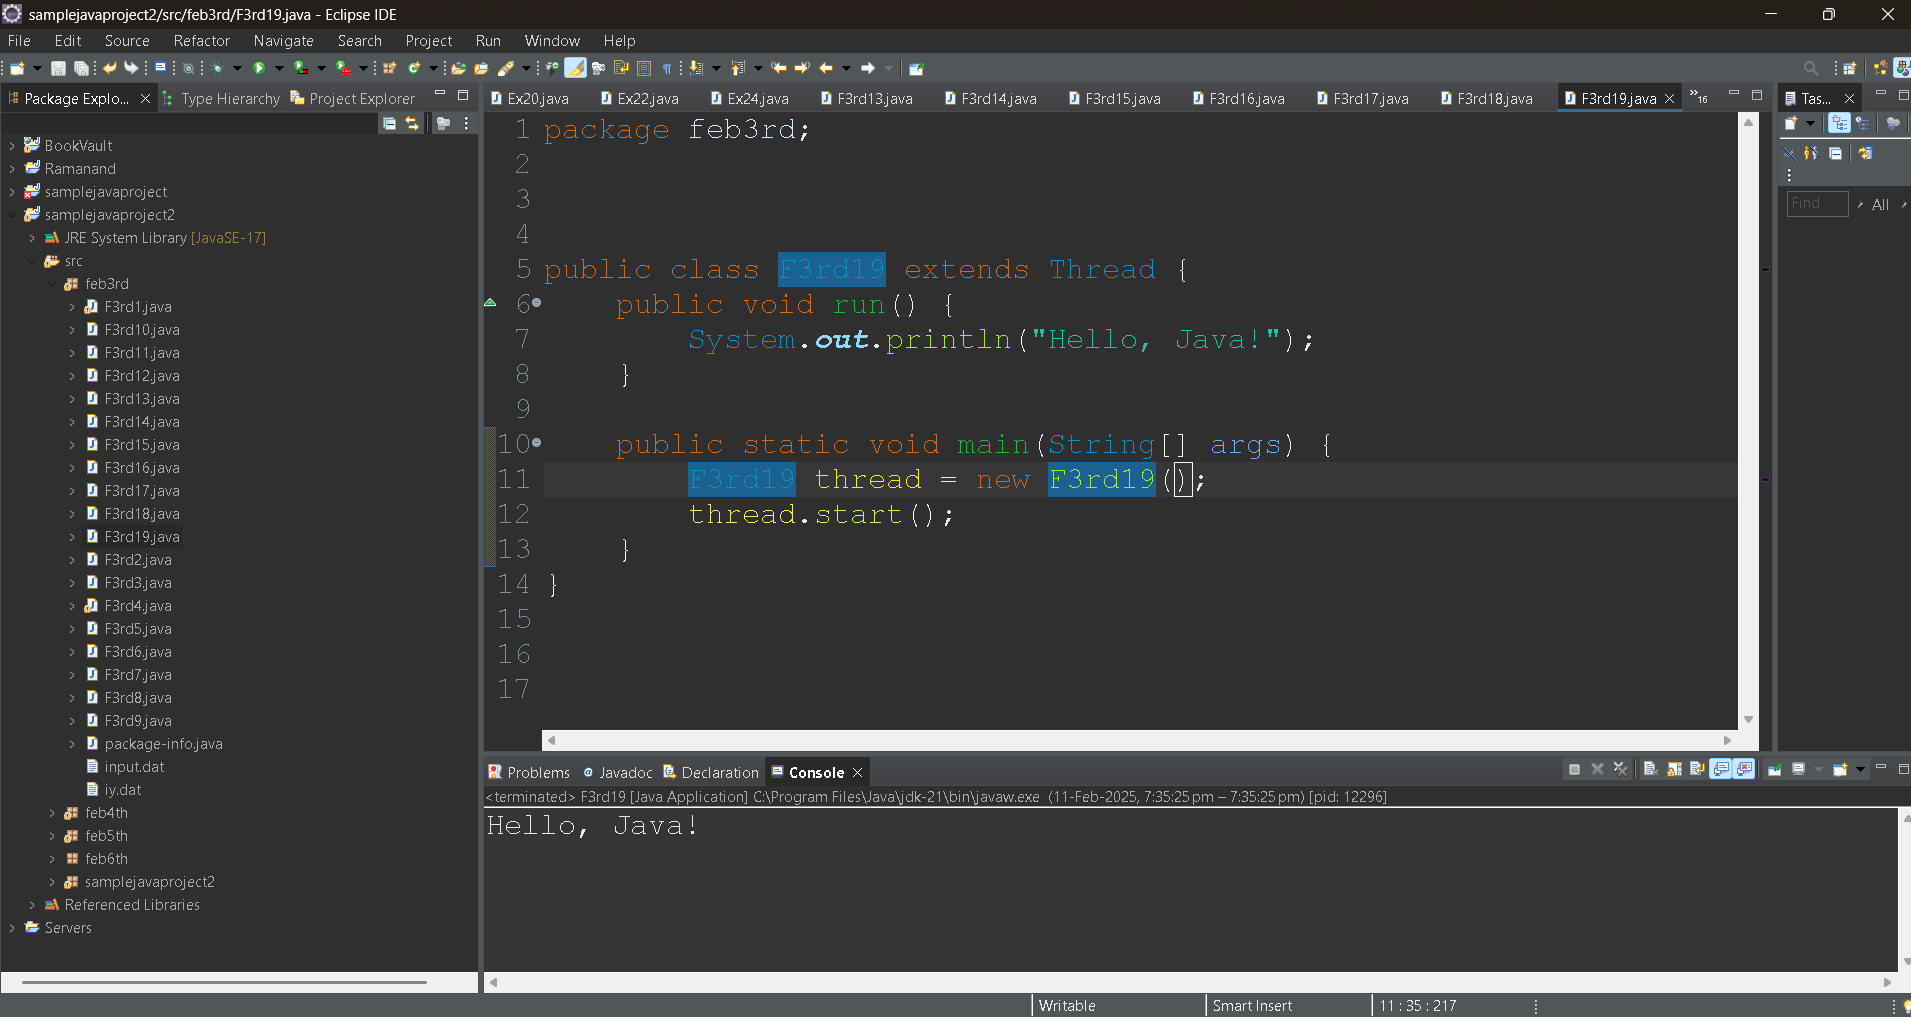 samplejavaproject2/src/feb3rd/F3rd19.java - Eclipse IDE
File Edit Source Refactor Navigate Search Project Run Window Help
Package Explo... Type Hierarchy Project Explorer
BookVault
Ramanand
samplejavaproject
samplejavaproject2
JRE System Library [JavaSE-17]
src
feb3rd
F3rd1.java
F3rd10.java
F3rd11.java
F3rd12.java
F3rd13.java
F3rd14.java
F3rd15.java
F3rd16.java
F3rd17.java
F3rd18.java
F3rd19.java
F3rd2.java
F3rd3.java
F3rd4.java
F3rd5.java
F3rd6.java
F3rd7.java
F3rd8.java
F3rd9.java
package-info.java
input.dat
iy.dat
feb4th
feb5th
feb6th
samplejavaproject2
Referenced Libraries
Servers
Ex20.java Ex22.java Ex24.java F3rd13.java F3rd14.java F3rd15.java F3rd16.java F3rd17.java F3rd18.java F3rd19.java »16
1 package feb3rd;
2
3
4
5 public class F3rd19 extends Thread {
6 public void run() {
7 System.out.println("Hello, Java!");
8 }
9
10 public static void main(String[] args) {
11 F3rd19 thread = new F3rd19();
12 thread.start();
13 }
14 }
15
16
17
Tas...
Find All
Problems Javadoc Declaration Console
<terminated> F3rd19 [Java Application] C:\Program Files\Java\jdk-21\bin\javaw.exe (11-Feb-2025, 7:35:25 pm – 7:35:25 pm) [pid: 12296]
Hello, Java!
Writable Smart Insert 11 : 35 : 217